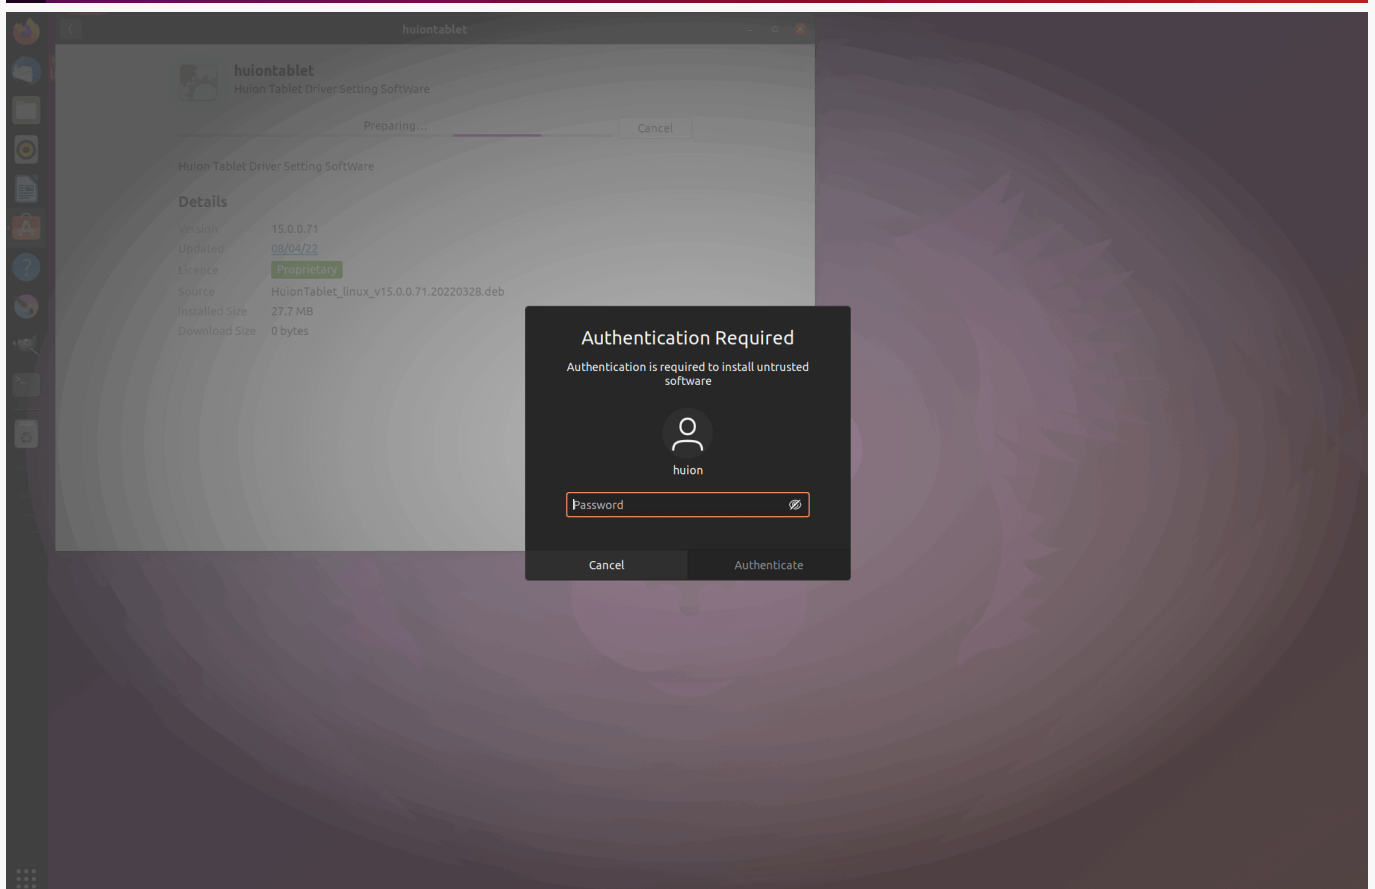 huiontablet
huiontablet
Huion Tablet Driver Setting SoftWare
Preparing...
Cancel
Huion Tablet Driver Setting SoftWare
Details
Version 15.0.0.71
Updated 08/04/22
Licence Proprietary
Source HuionTablet_linux_v15.0.0.71.20220328.deb
Installed Size 27.7 MB
Download Size 0 bytes
Authentication Required
Authentication is required to install untrusted
software
huion
Password
Cancel Authenticate